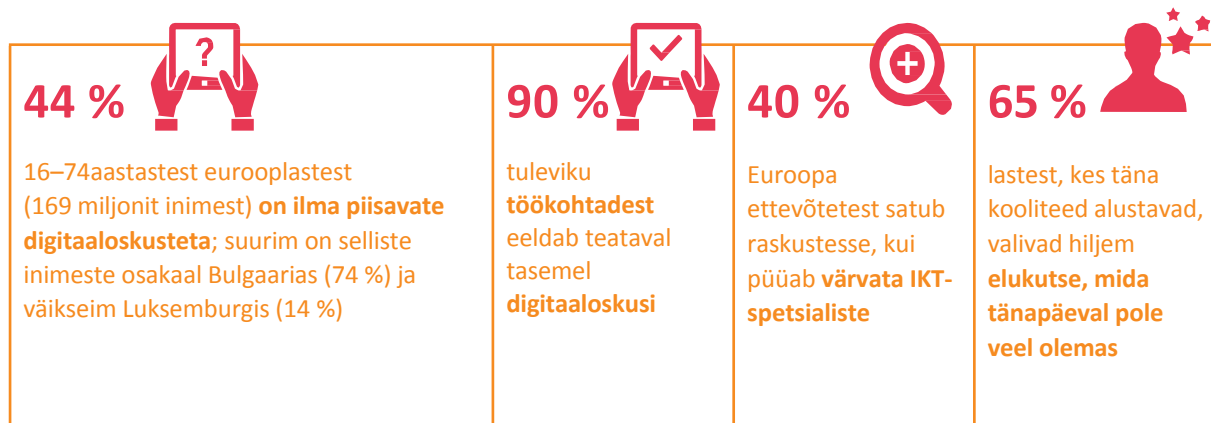 ?
44 %
16–74aastastest eurooplastest
(169 miljonit inimest) on ilma piisavate
digitaaloskusteta; suurim on selliste
inimeste osakaal Bulgaarias (74 %) ja
väikseim Luksemburgis (14 %)
90 %
tuleviku
töökohtadest
eeldab teataval
tasemel
digitaaloskusi
40 %
Euroopa
ettevõtetest satub
raskustesse, kui
püüab värvata IKT-
spetsialiste
65 %
lastest, kes täna
kooliteed alustavad,
valivad hiljem
elukutse, mida
tänapäeval pole
veel olemas